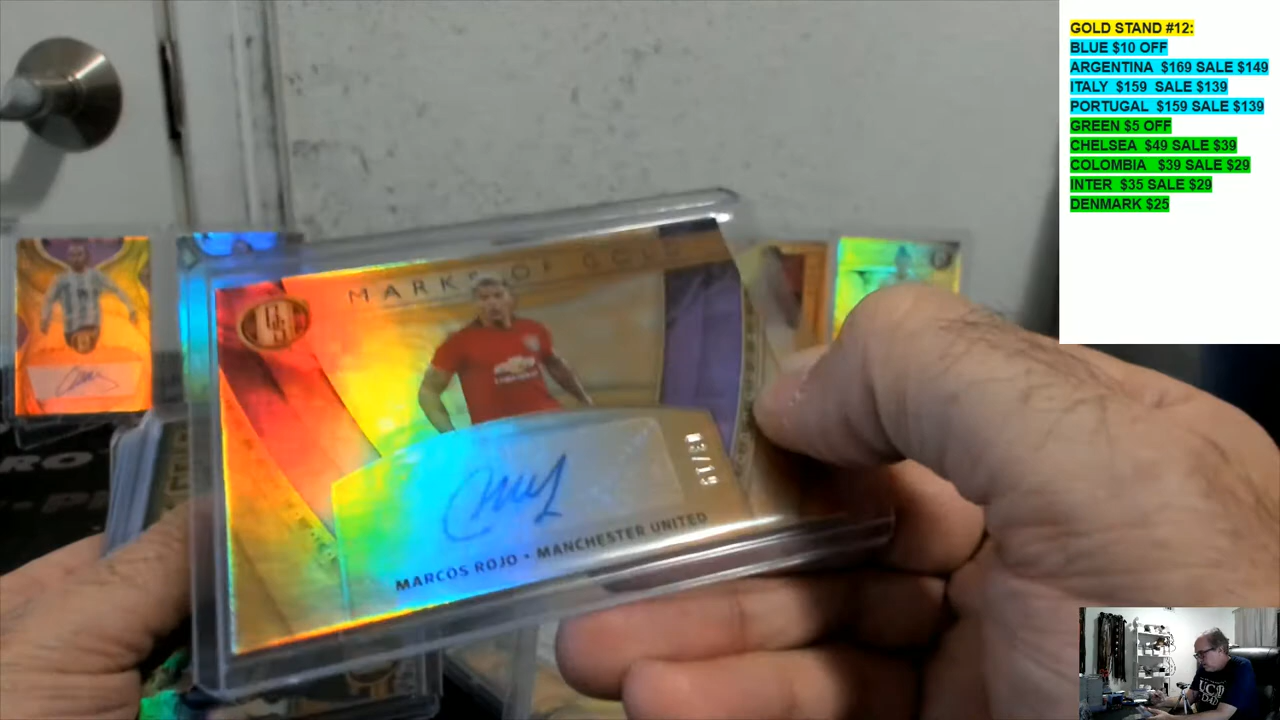 GOLD STAND #12:
BLUE $10 OFF
ARGENTINA $169 SALE $149
ITALY $159 SALE $139
PORTUGAL $159 SALE $139
GREEN $5 OFF
CHELSEA $49 SALE $39
COLOMBIA $39 SALE $29
INTER $35 SALE $29
DENMARK $25
MARKS OF GOLD
03/15
MARCOS ROJO • MANCHESTER UNITED